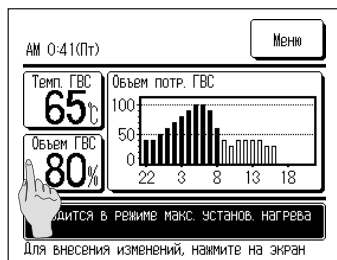 AM 0:41(Пт)
Меню
Темп. ГВС
65℃
Объем ГВС
80%
Объем потр. ГВС
100
50
0
22 3 8 13 18
дится в режиме макс. установ. нагрева
Для внесения изменений, нажмите на экран